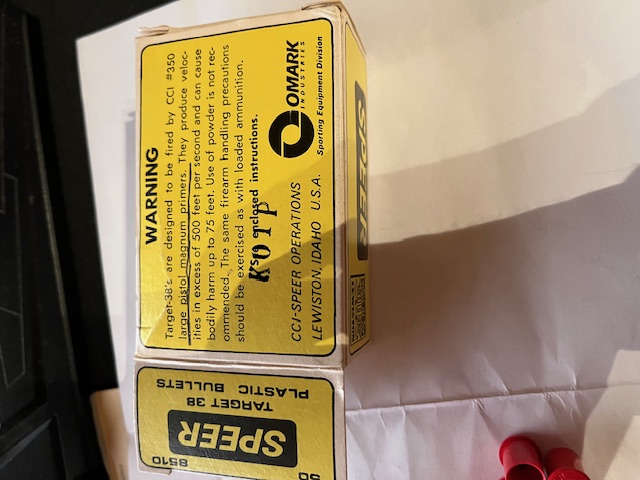 WARNING
Target-38's are designed to be fired by CCI #350
large pistol magnum primers. They produce veloc-
ities in excess of 500 feet per second and can cause
bodily harm up to 75 feet. Use of powder is not rec-
ommended. The same firearm handling precautions
should be exercised as with loaded ammunition.
See enclosed instructions.
CCI-SPEER OPERATIONS
LEWISTON, IDAHO U.S.A.
OMARK
INDUSTRIES
Sporting Equipment Division
SPEER
50
8510
SPEER
TARGET 38
PLASTIC BULLETS